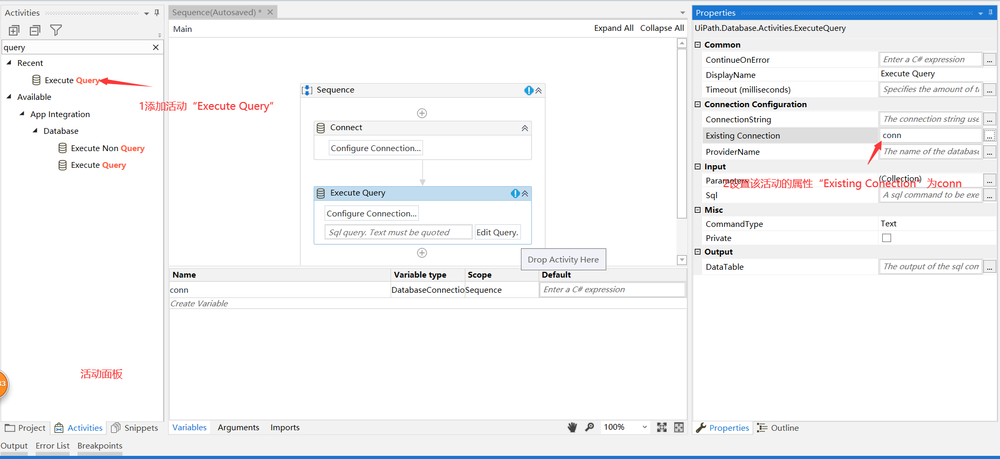 Activities
query
Recent
Execute Query
Available
App Integration
Database
Execute Non Query
Execute Query
1添加活动“Execute Query”
活动面板
Project
Activities
Snippets
Sequence(Autosaved) *
Main
Expand All
Collapse All
Sequence
Connect
Configure Connection...
Execute Query
Configure Connection...
Sql query. Text must be quoted
Edit Query.
Drop Activity Here
Name Variable type Scope Default
conn DatabaseConnectio Sequence Enter a C# expression
Create Variable
Variables Arguments Imports
100%
Properties
UiPath.Database.Activities.ExecuteQuery
Common
ContinueOnError Enter a C# expression ...
DisplayName Execute Query
Timeout (milliseconds) Specifies the amount of ti ...
Connection Configuration
ConnectionString The connection string use ...
Existing Connection conn ...
ProviderName The name of the database ...
Input
Parameters (Collection) ...
2设置该活动的属性“Existing Conection”为conn
Sql A sql command to be exe ...
Misc
CommandType Text
Private
Output
DataTable The output of the sql com ...
Properties
Outline
Output Error List Breakpoints